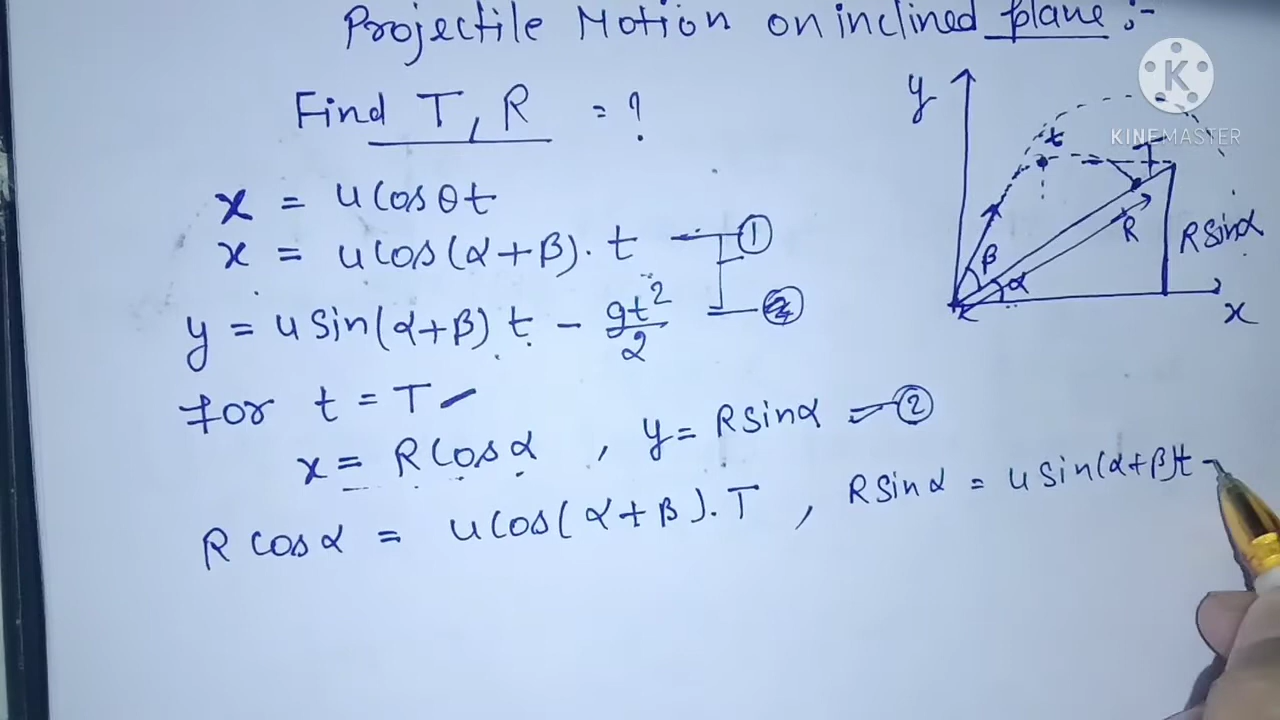 Projectile Motion on inclined plane :-
Find T, R = ?
x = u cos θt
x = u cos(α+β). t — ①
y = u sin(α+β) t - gt²/2
for t = T
x = R cos α , y = R sin α — ②
R cos α = u cos(α+β). T , R sin α = u sin(α+β)t -
y
t
T
R
R sin α
β
α
x
K
KINEMASTER